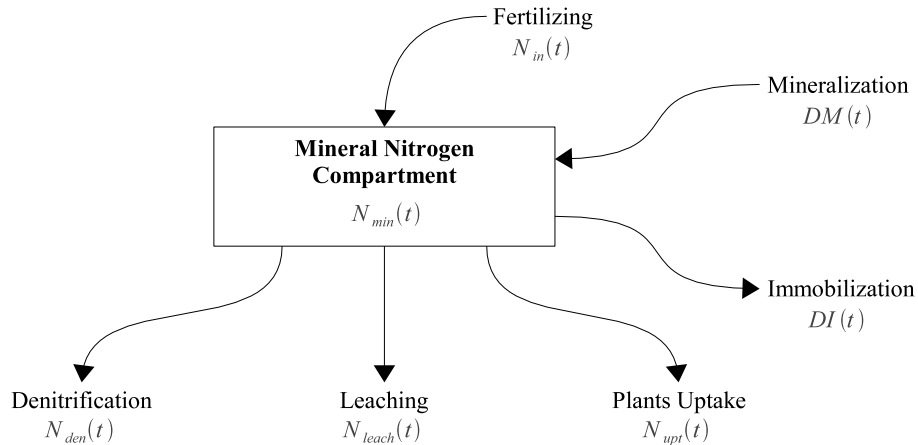 Fertilizing
N_in(t)
Mineralization
DM(t)
Mineral Nitrogen
Compartment
N_min(t)
Immobilization
DI(t)
Denitrification
N_den(t)
Leaching
N_leach(t)
Plants Uptake
N_upt(t)